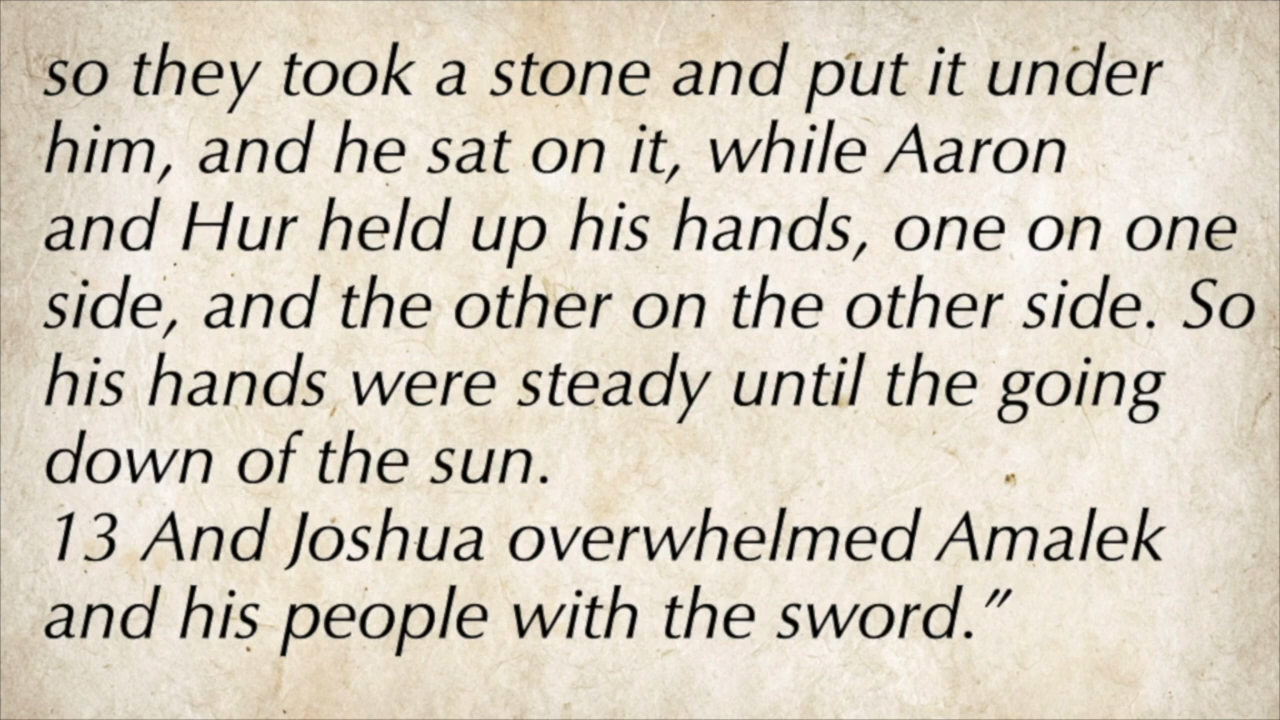 so they took a stone and put it under
him, and he sat on it, while Aaron
and Hur held up his hands, one on one
side, and the other on the other side. So
his hands were steady until the going
down of the sun.
13 And Joshua overwhelmed Amalek
and his people with the sword.”